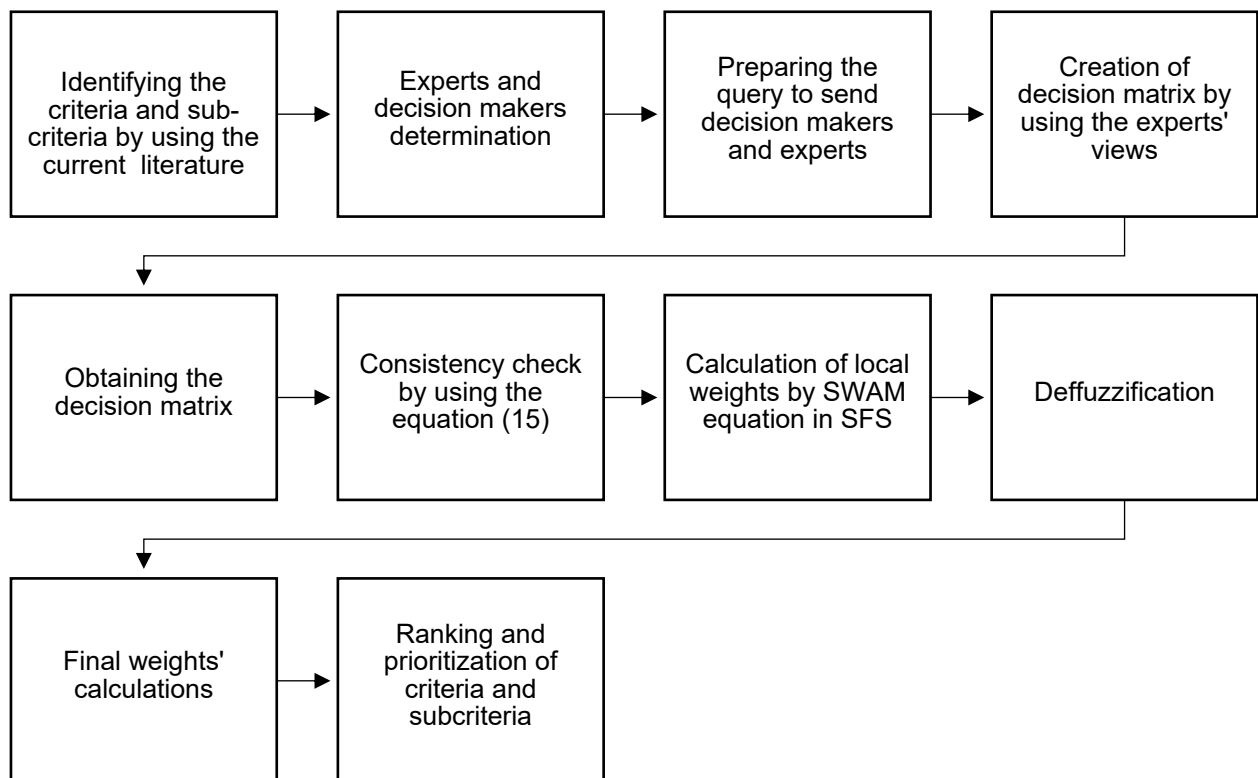 Identifying the
criteria and sub-
criteria by using the
current literature
Experts and
decision makers
determination
Preparing the
query to send
decision makers
and experts
Creation of
decision matrix by
using the experts'
views
Obtaining the
decision matrix
Consistency check
by using the
equation (15)
Calculation of local
weights by SWAM
equation in SFS
Deffuzzification
Final weights'
calculations
Ranking and
prioritization of
criteria and
subcriteria